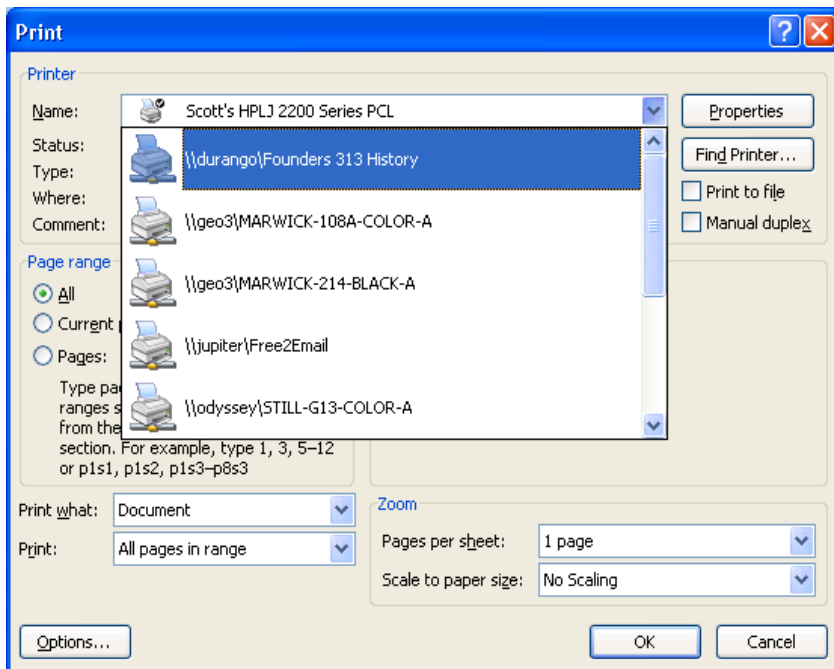 Print
Printer
Name:
Scott's HPLJ 2200 Series PCL
Properties
Status:
Type:
Where:
Comment:
\\durango\Founders 313 History
\\geo3\MARWICK-108A-COLOR-A
\\geo3\MARWICK-214-BLACK-A
\\jupiter\Free2Email
\\odyssey\STILL-G13-COLOR-A
Find Printer...
Print to file
Manual duplex
Page range
All
Current
Pages:
Type
ranges
from the
section. For example, type 1, 3, 5–12
or p1s1, p1s2, p1s3–p8s3
Print what:
Document
Print:
All pages in range
Zoom
Pages per sheet:
1 page
Scale to paper size:
No Scaling
Options...
OK
Cancel